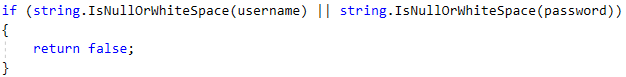 if (string.IsNullOrWhiteSpace(username) || string.IsNullOrWhiteSpace(password))
{
    return false;
}